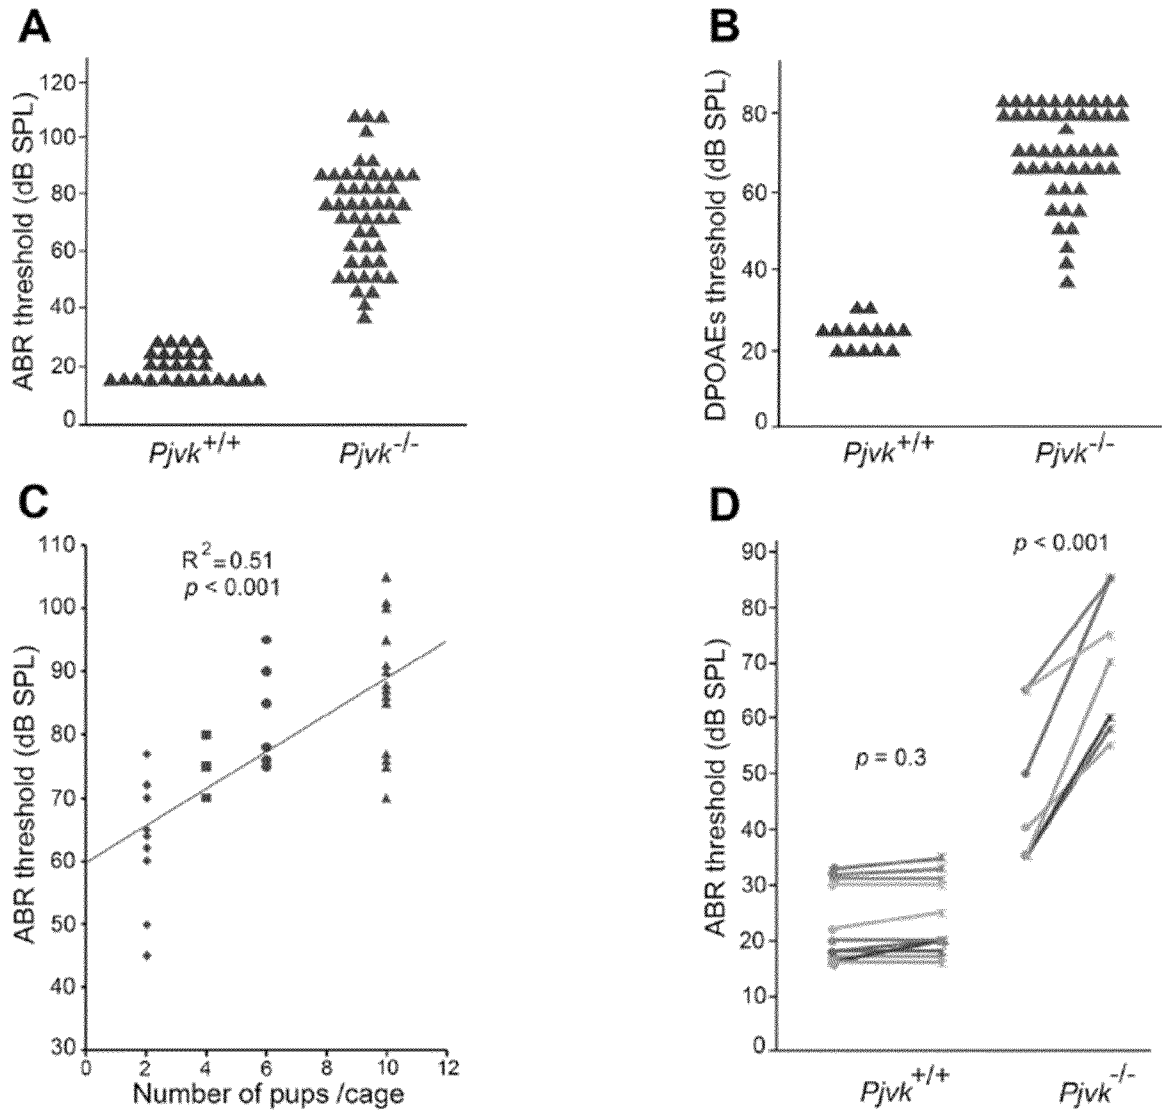 A
ABR threshold (dB SPL)
120
100
80
60
40
20
0
Pjvk+/+
Pjvk-/-
B
DPOAEs threshold (dB SPL)
80
60
40
20
0
Pjvk+/+
Pjvk-/-
C
ABR threshold (dB SPL)
110
100
90
80
70
60
50
40
30
R2=0.51
p < 0.001
0 2 4 6 8 10 12
Number of pups /cage
D
ABR threshold (dB SPL)
90
80
70
60
50
40
30
20
10
0
p < 0.001
p = 0.3
Pjvk+/+
Pjvk-/-